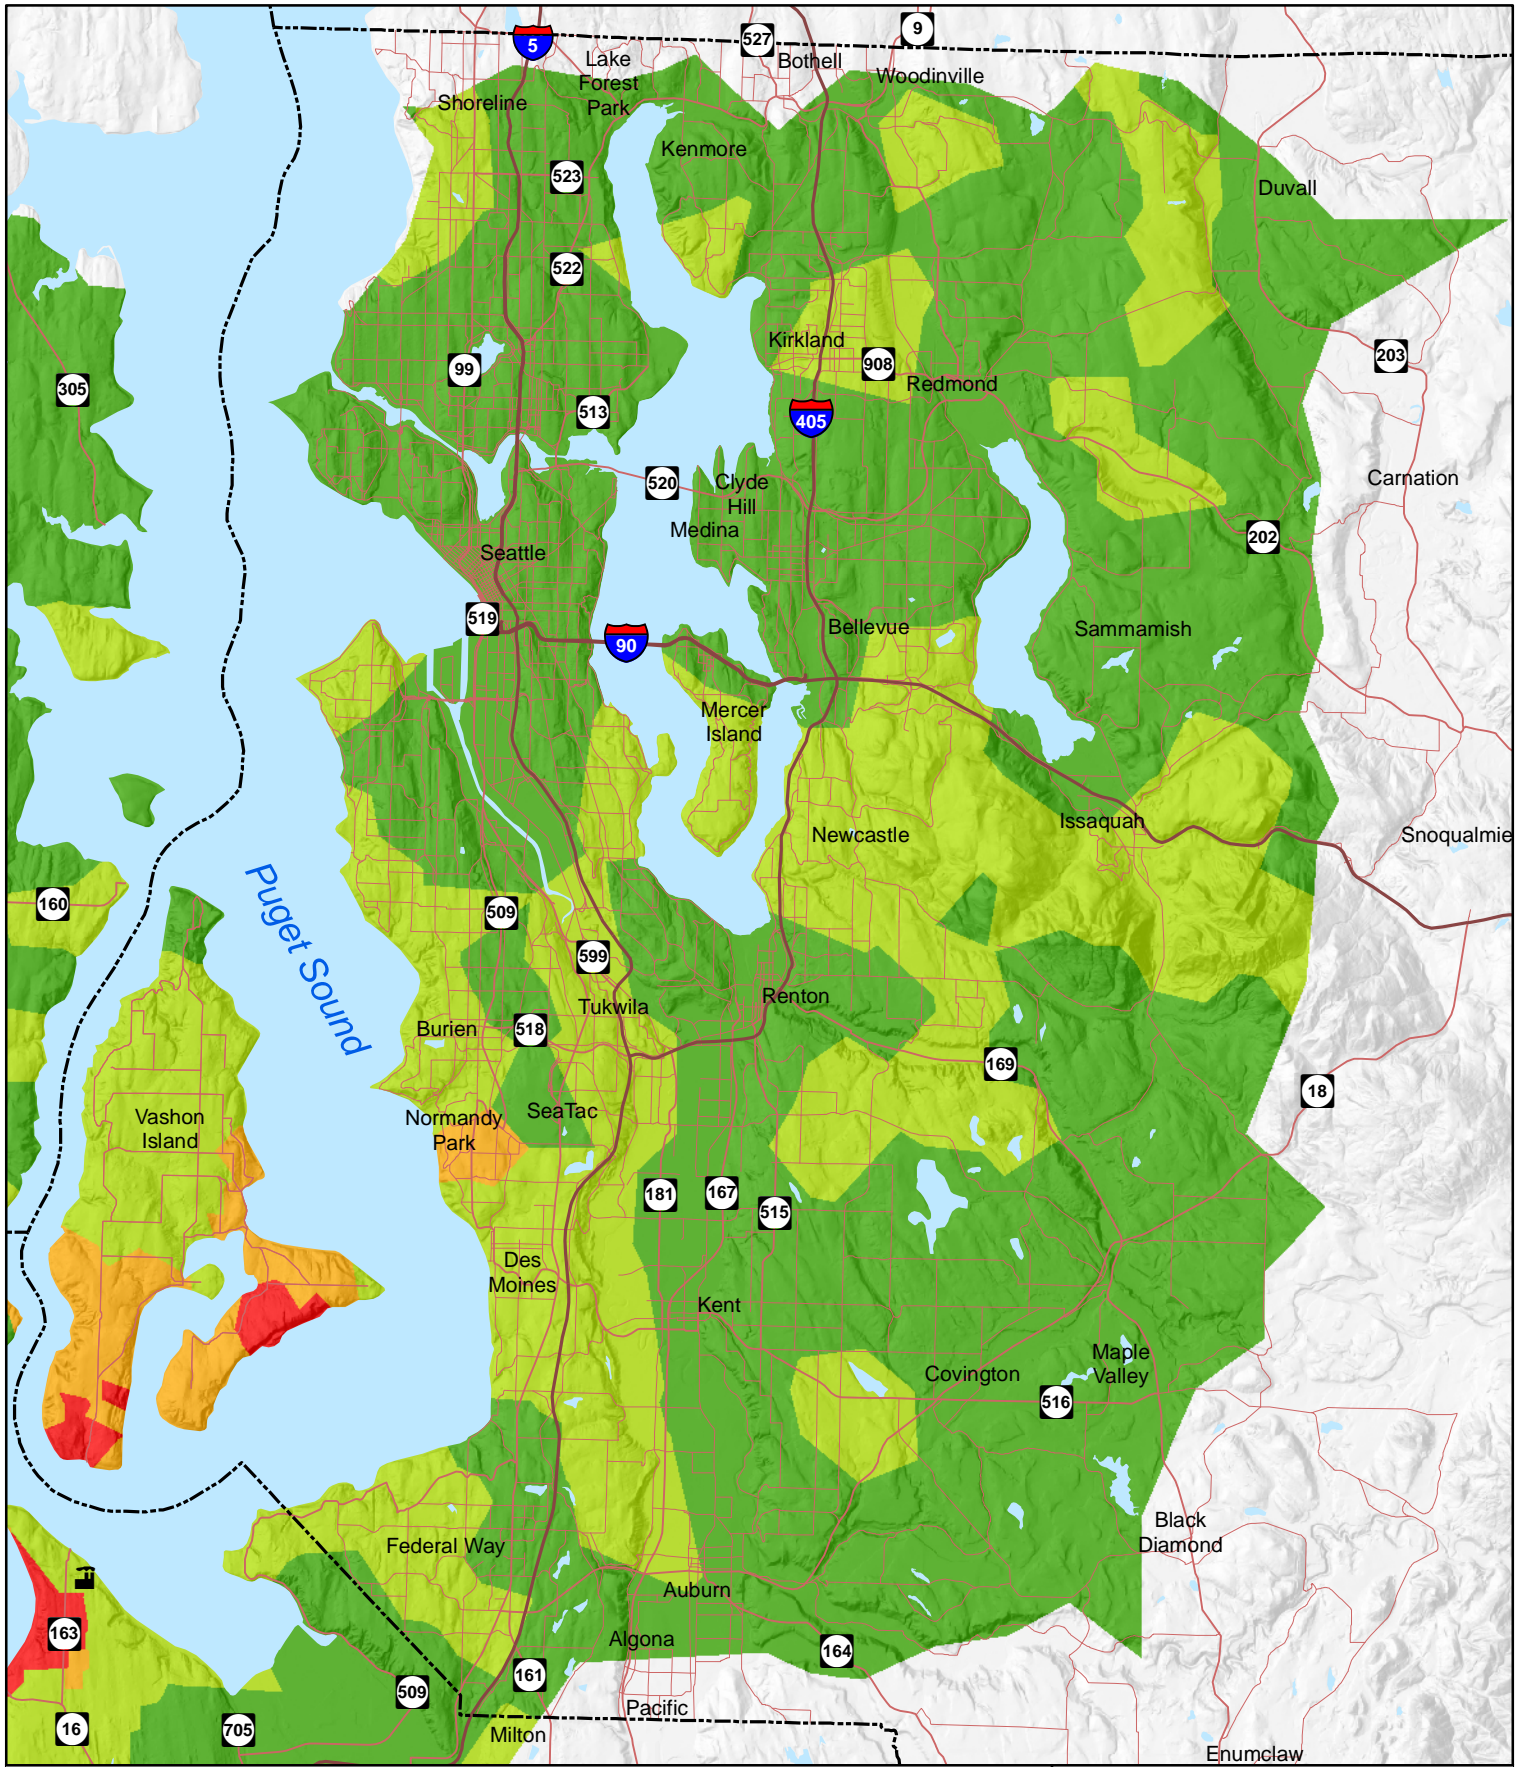 5
527
9
Lake
Forest
Park
Bothell
Woodinville
Shoreline
Kenmore
523
Duvall
522
Kirkland
99
908
203
Redmond
305
513
405
520
Clyde
Hill
Carnation
Medina
202
Seattle
519
90
Bellevue
Sammamish
Mercer
Island
Newcastle
Issaquah
Snoqualmie
160
Puget Sound
509
599
Tukwila
Renton
Burien
518
169
18
Vashon
Island
Normandy
Park
SeaTac
181
167
515
Des
Moines
Kent
Maple
Valley
Covington
516
Black
Diamond
Federal Way
Auburn
163
Algona
164
161
509
Pacific
16
705
Milton
Enumclaw